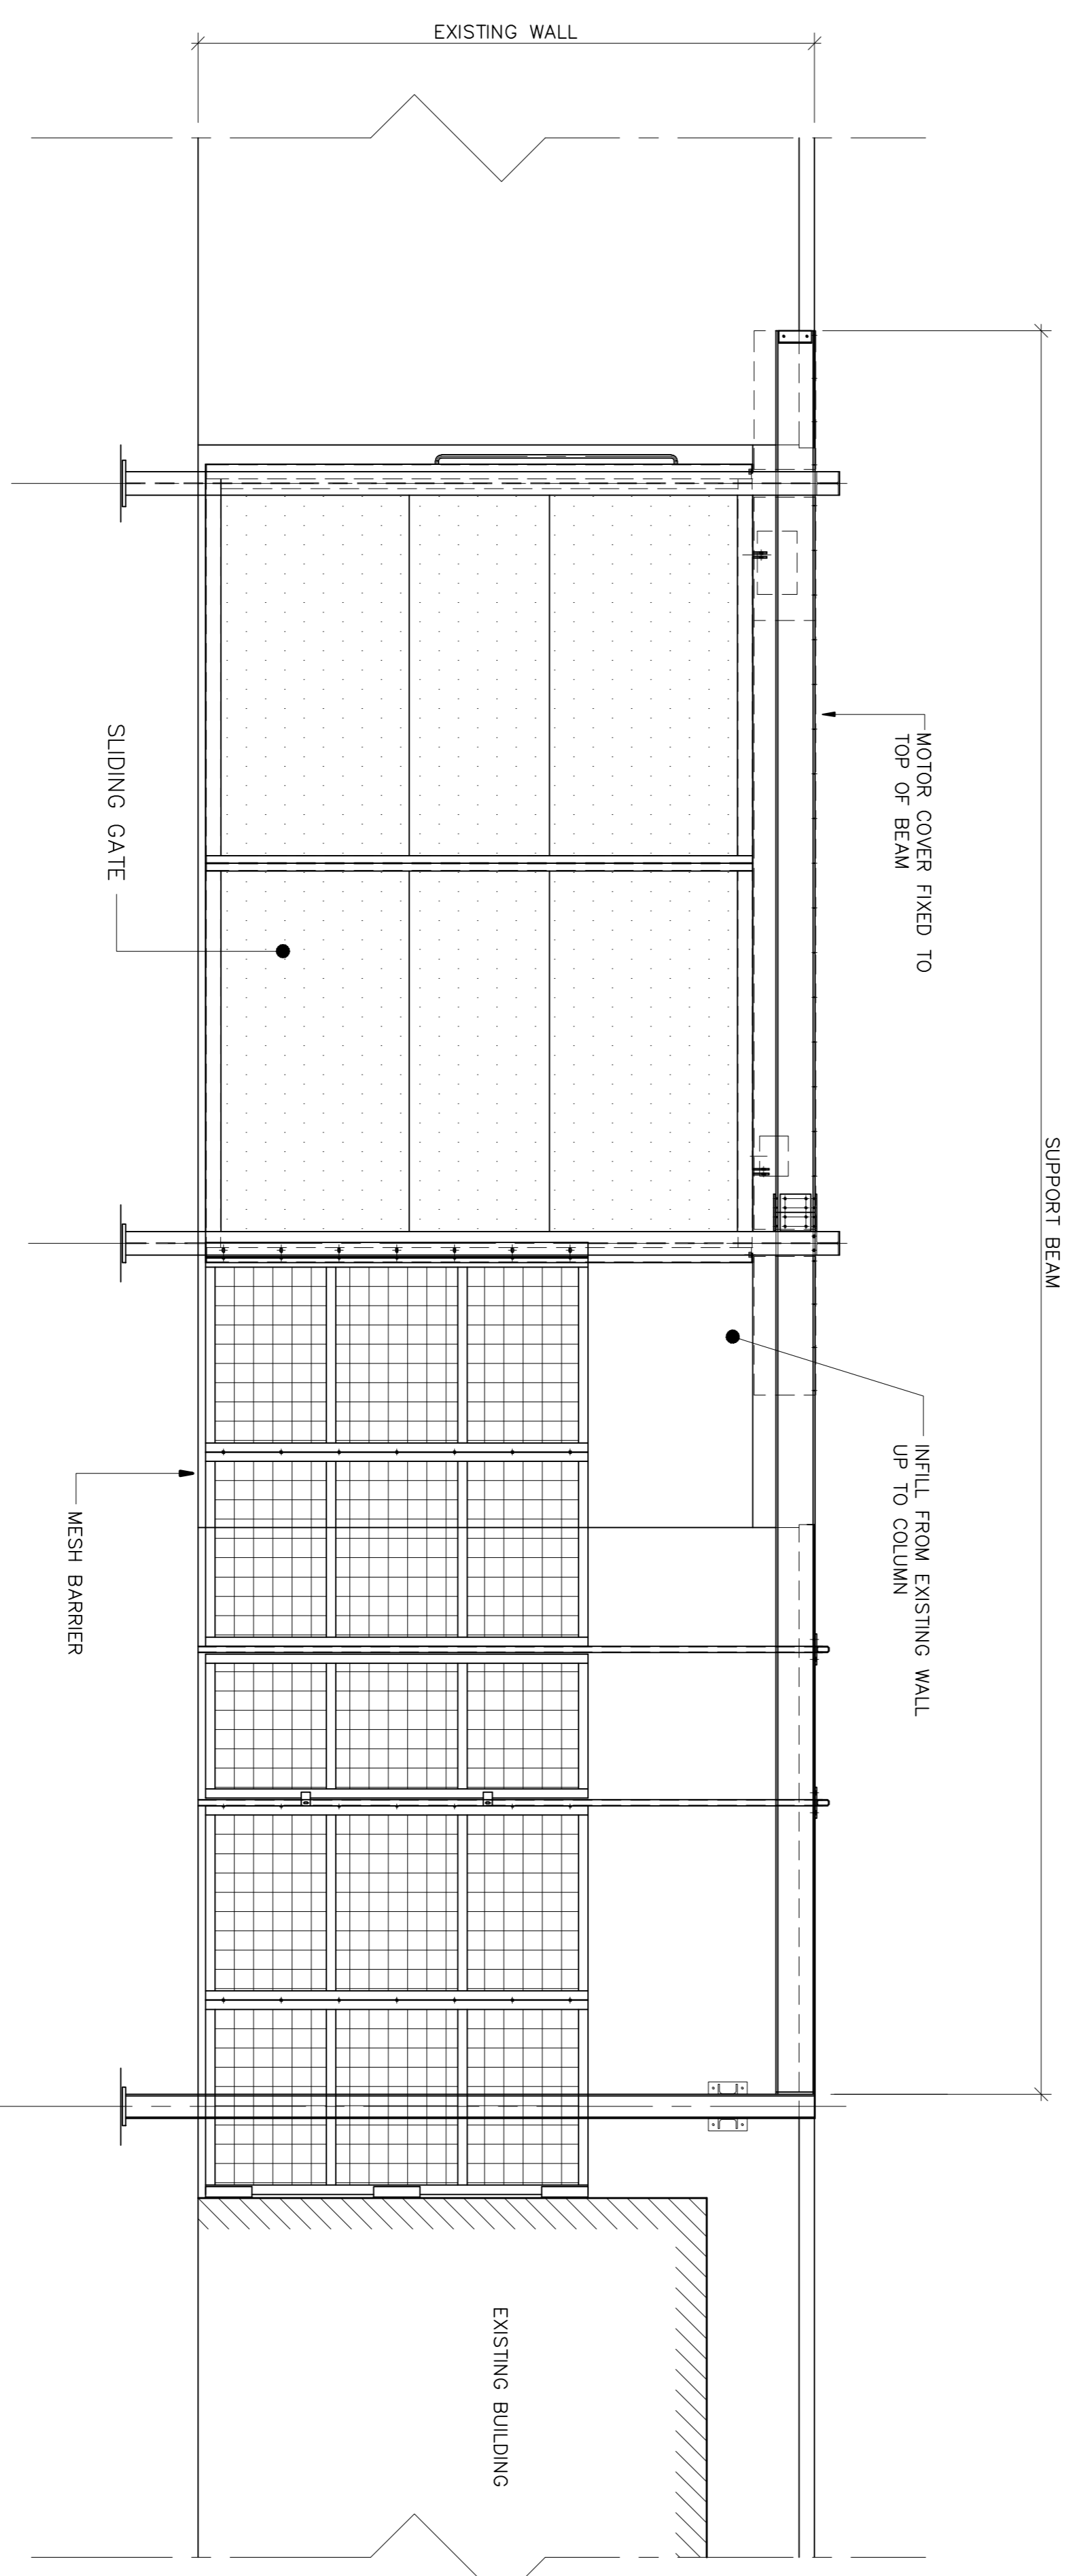 EXISTING WALL
SUPPORT BEAM
MOTOR COVER FIXED TO
TOP OF BEAM
SLIDING GATE
INFILL FROM EXISTING WALL
UP TO COLUMN
MESH BARRIER
EXISTING BUILDING